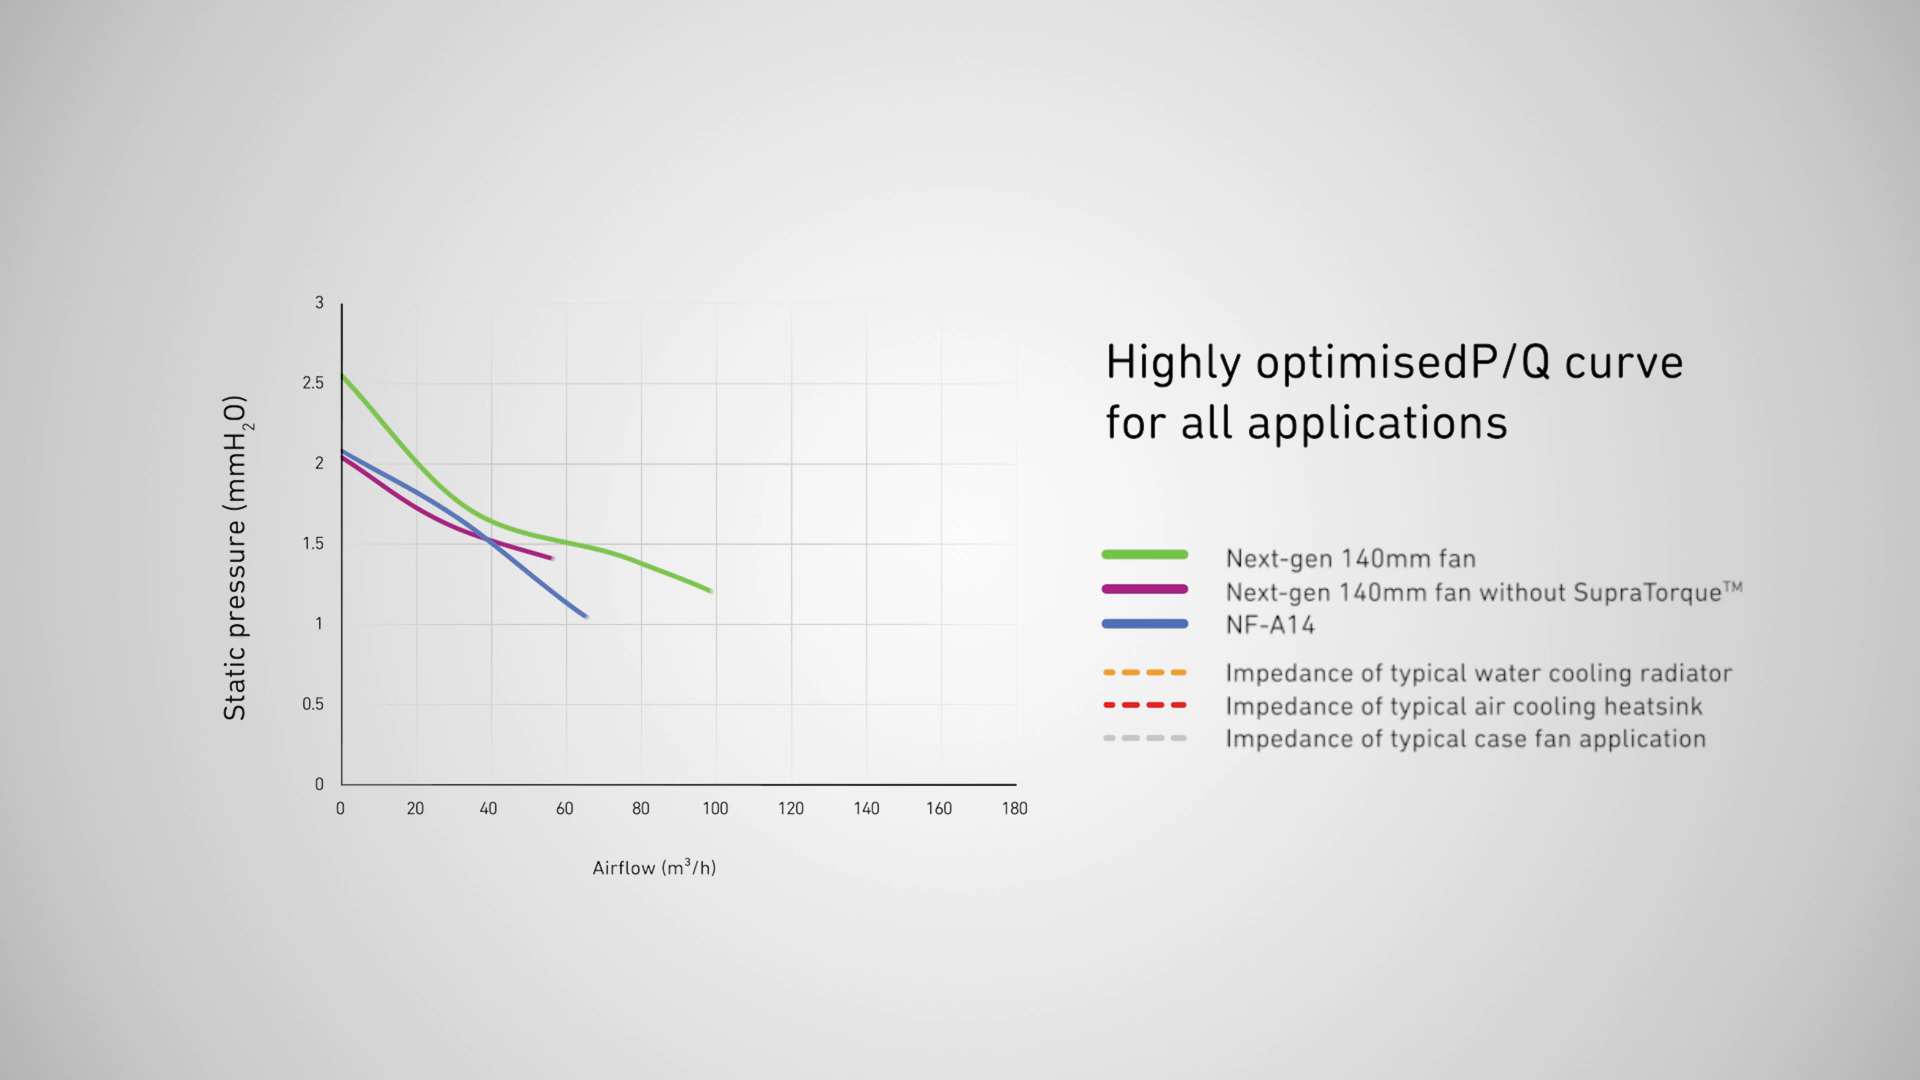 Highly optimisedP/Q curve
for all applications
Static pressure (mmH₂O)
3
2.5
2
1.5
1
0.5
0
0 20 40 60 80 100 120 140 160 180
Airflow (m³/h)
Next-gen 140mm fan
Next-gen 140mm fan without SupraTorque™
NF-A14
Impedance of typical water cooling radiator
Impedance of typical air cooling heatsink
Impedance of typical case fan application